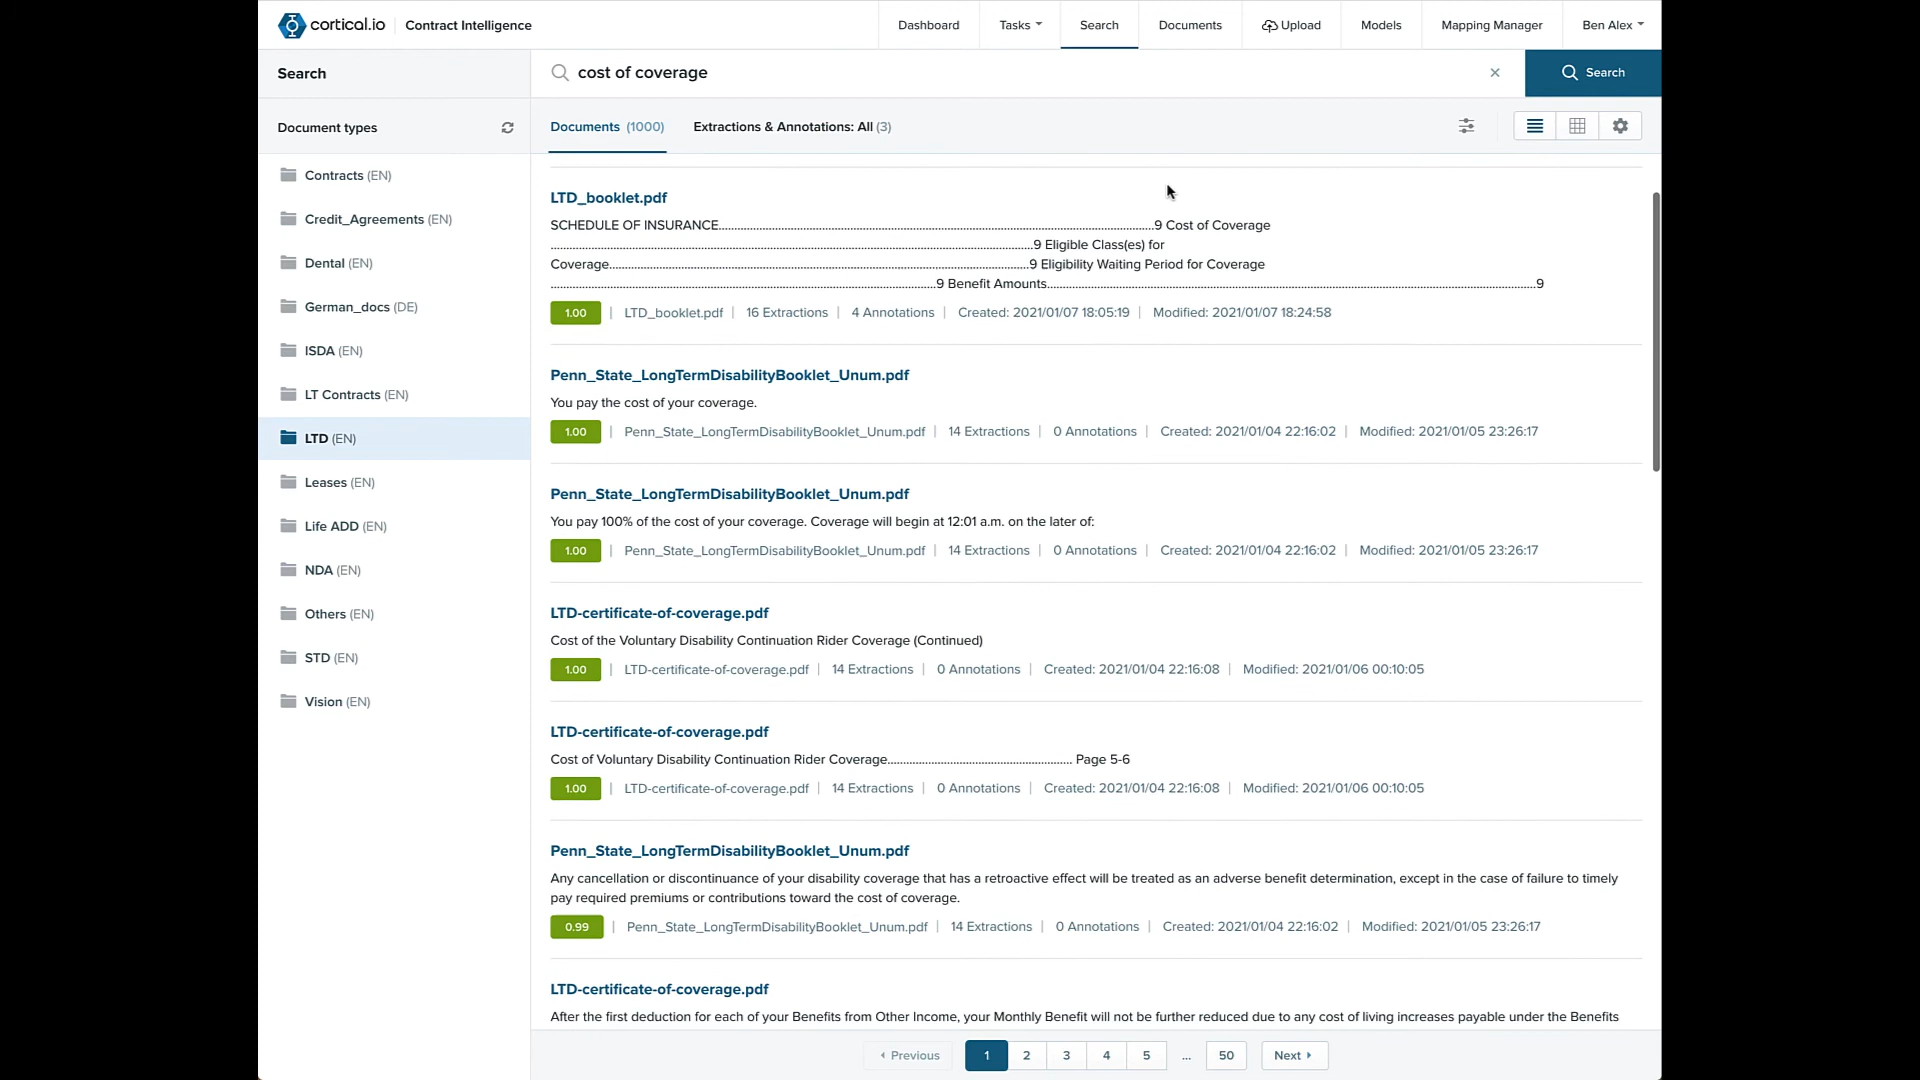 cortical.io Contract Intelligence Dashboard Tasks Search Documents Upload Models Mapping Manager Ben Alex
Search
cost of coverage
Search
Document types
Documents (1000) Extractions & Annotations: All (3)
Contracts (EN)
Credit_Agreements (EN)
Dental (EN)
German_docs (DE)
ISDA (EN)
LT Contracts (EN)
LTD (EN)
Leases (EN)
Life ADD (EN)
NDA (EN)
Others (EN)
STD (EN)
Vision (EN)
LTD_booklet.pdf
SCHEDULE OF INSURANCE.............................................9 Cost of Coverage
.............................................9 Eligible Class(es) for
Coverage.............................................9 Eligibility Waiting Period for Coverage
.............................................9 Benefit Amounts.............................................9
1.00 | LTD_booklet.pdf | 16 Extractions | 4 Annotations | Created: 2021/01/07 18:05:19 | Modified: 2021/01/07 18:24:58
Penn_State_LongTermDisabilityBooklet_Unum.pdf
You pay the cost of your coverage.
1.00 | Penn_State_LongTermDisabilityBooklet_Unum.pdf | 14 Extractions | 0 Annotations | Created: 2021/01/04 22:16:02 | Modified: 2021/01/05 23:26:17
Penn_State_LongTermDisabilityBooklet_Unum.pdf
You pay 100% of the cost of your coverage. Coverage will begin at 12:01 a.m. on the later of:
1.00 | Penn_State_LongTermDisabilityBooklet_Unum.pdf | 14 Extractions | 0 Annotations | Created: 2021/01/04 22:16:02 | Modified: 2021/01/05 23:26:17
LTD-certificate-of-coverage.pdf
Cost of the Voluntary Disability Continuation Rider Coverage (Continued)
1.00 | LTD-certificate-of-coverage.pdf | 14 Extractions | 0 Annotations | Created: 2021/01/04 22:16:08 | Modified: 2021/01/06 00:10:05
LTD-certificate-of-coverage.pdf
Cost of Voluntary Disability Continuation Rider Coverage............................................. Page 5-6
1.00 | LTD-certificate-of-coverage.pdf | 14 Extractions | 0 Annotations | Created: 2021/01/04 22:16:08 | Modified: 2021/01/06 00:10:05
Penn_State_LongTermDisabilityBooklet_Unum.pdf
Any cancellation or discontinuance of your disability coverage that has a retroactive effect will be treated as an adverse benefit determination, except in the case of failure to timely
pay required premiums or contributions toward the cost of coverage.
0.99 | Penn_State_LongTermDisabilityBooklet_Unum.pdf | 14 Extractions | 0 Annotations | Created: 2021/01/04 22:16:02 | Modified: 2021/01/05 23:26:17
LTD-certificate-of-coverage.pdf
After the first deduction for each of your Benefits from Other Income, your Monthly Benefit will not be further reduced due to any cost of living increases payable under the Benefits
Previous 1 2 3 4 5 ... 50 Next